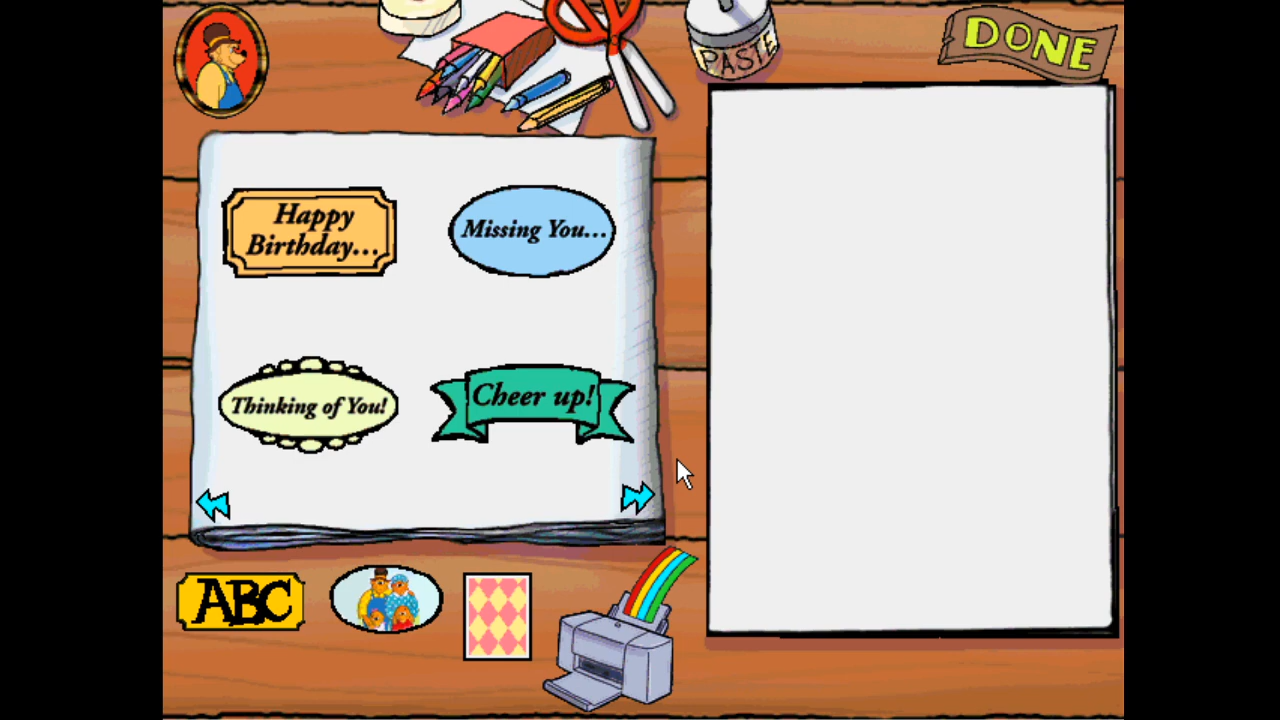 PASTE
DONE
Happy
Birthday...
Missing You...
Thinking of You!
Cheer up!
ABC